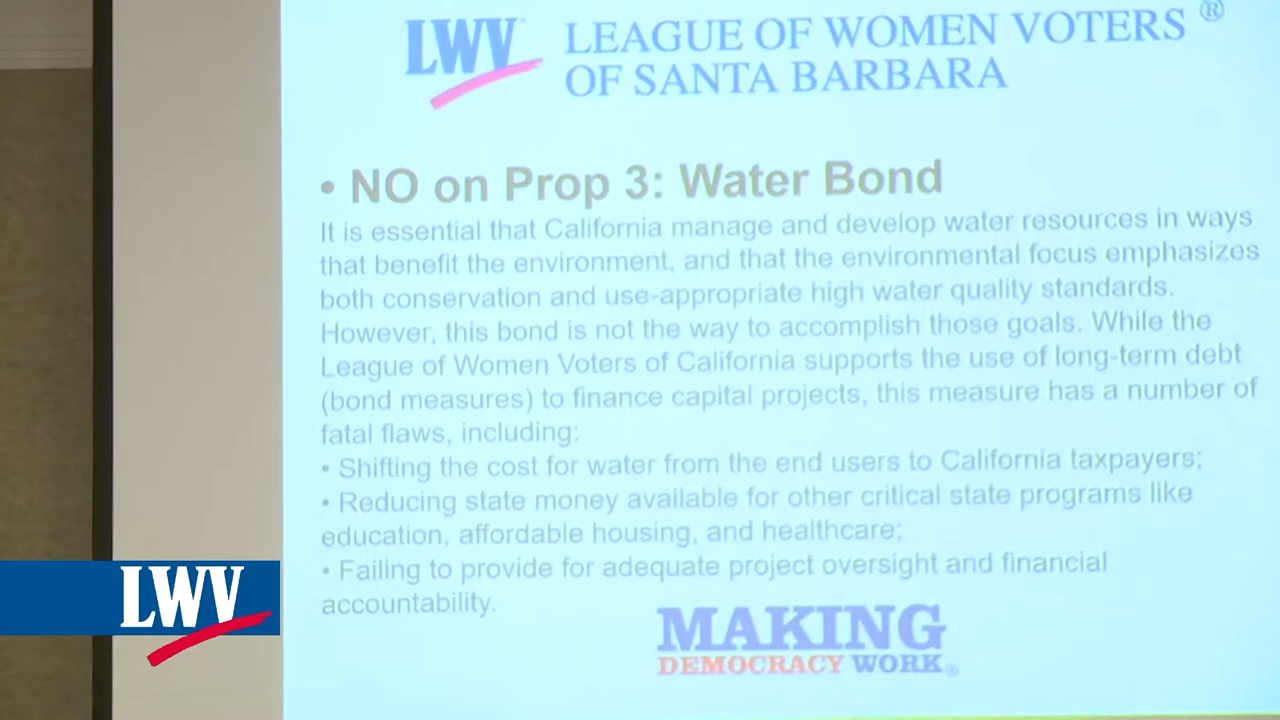 LWV
LEAGUE OF WOMEN VOTERS®
OF SANTA BARBARA
• NO on Prop 3: Water Bond
It is essential that California manage and develop water resources in ways
that benefit the environment, and that the environmental focus emphasizes
both conservation and use-appropriate high water quality standards.
However, this bond is not the way to accomplish those goals. While the
League of Women Voters of California supports the use of long-term debt
(bond measures) to finance capital projects, this measure has a number of
fatal flaws, including:
• Shifting the cost for water from the end users to California taxpayers;
• Reducing state money available for other critical state programs like
education, affordable housing, and healthcare;
• Failing to provide for adequate project oversight and financial
accountability.
MAKING
DEMOCRACY WORK®
LWV